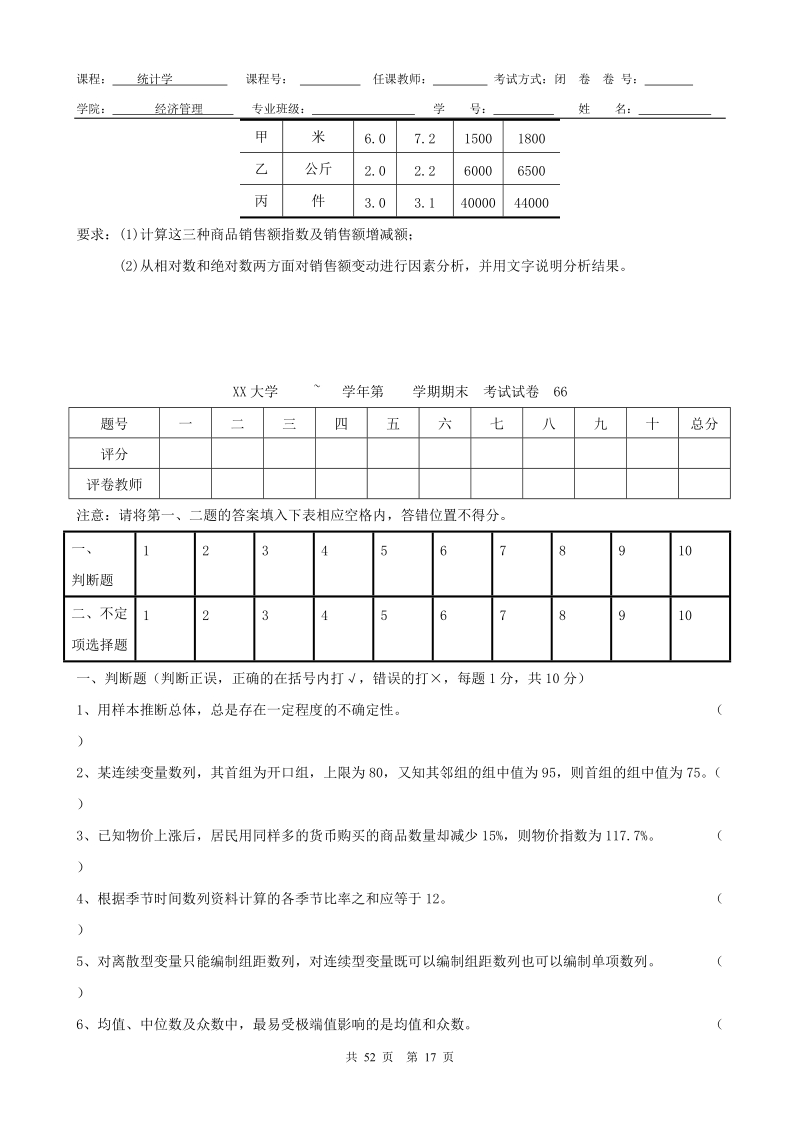 课程： 统计学 课程号： 任课教师： 考试方式：闭 卷 卷 号：
学院： 经济管理 专业班级： 学 号： 姓 名：
甲 米 6.0 7.2 1500 1800
乙 公斤 2.0 2.2 6000 6500
丙 件 3.0 3.1 40000 44000
要求：(1)计算这三种商品销售额指数及销售额增减额；
(2)从相对数和绝对数两方面对销售额变动进行因素分析，并用文字说明分析结果。
XX 大学 ~ 学年第 学期期末 考试试卷 66
题号 一 二 三 四 五 六 七 八 九 十 总分
评分
评卷教师
注意：请将第一、二题的答案填入下表相应空格内，答错位置不得分。
一、 1 2 3 4 5 6 7 8 9 10
判断题
二、不定 1 2 3 4 5 6 7 8 9 10
项选择题
一、判断题（判断正误，正确的在括号内打√，错误的打×，每题 1 分，共 10 分）
1、用样本推断总体，总是存在一定程度的不确定性。 （
）
2、某连续变量数列，其首组为开口组，上限为 80，又知其邻组的组中值为 95，则首组的组中值为 75。（
）
3、已知物价上涨后，居民用同样多的货币购买的商品数量却减少 15%，则物价指数为 117.7%。 （
）
4、根据季节时间数列资料计算的各季节比率之和应等于 12。 （
）
5、对离散型变量只能编制组距数列，对连续型变量既可以编制组距数列也可以编制单项数列。 （
）
6、均值、中位数及众数中，最易受极端值影响的是均值和众数。 （
共 52 页 第 17 页